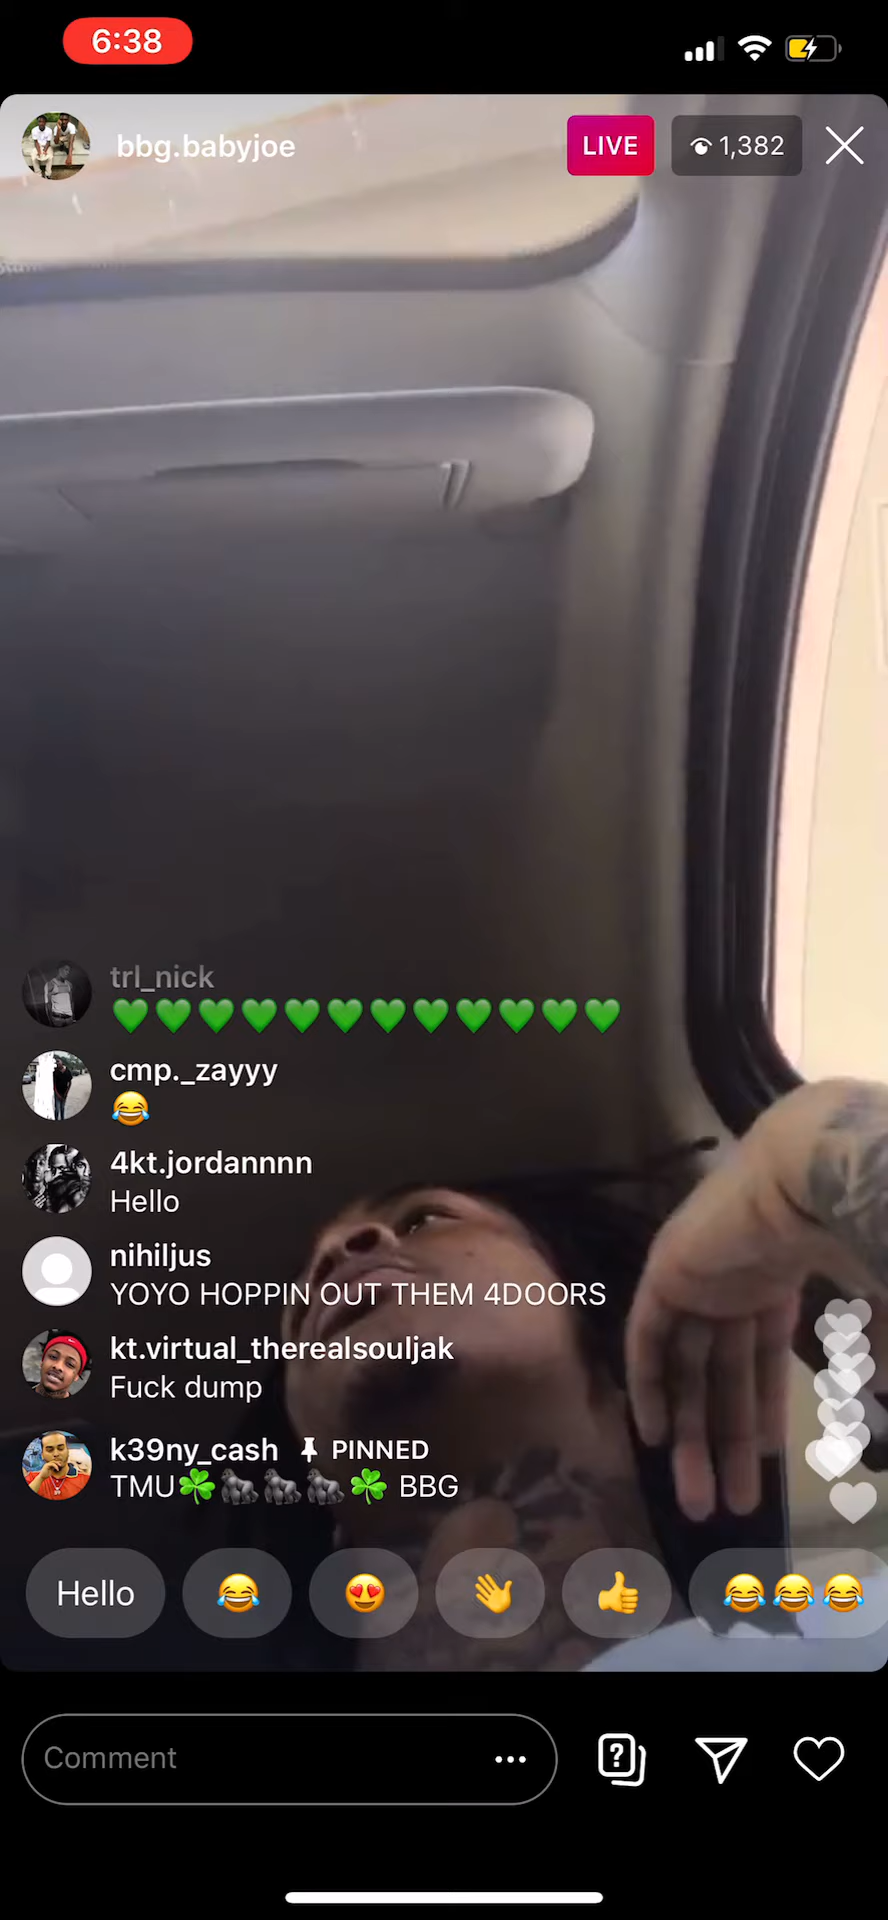 6:38
bbg.babyjoe
LIVE
1,382
trl_nick
💚💚💚💚💚💚💚💚💚💚💚💚
cmp._zayyy
😂
4kt.jordannnn
Hello
nihiljus
YOYO HOPPIN OUT THEM 4DOORS
kt.virtual_therealsouljak
Fuck dump
k39ny_cash 📌 PINNED
TMU☘️🦍🦍🦍☘️ BBG
Hello 😂 😍 👋 👍 😂😂😂
Comment